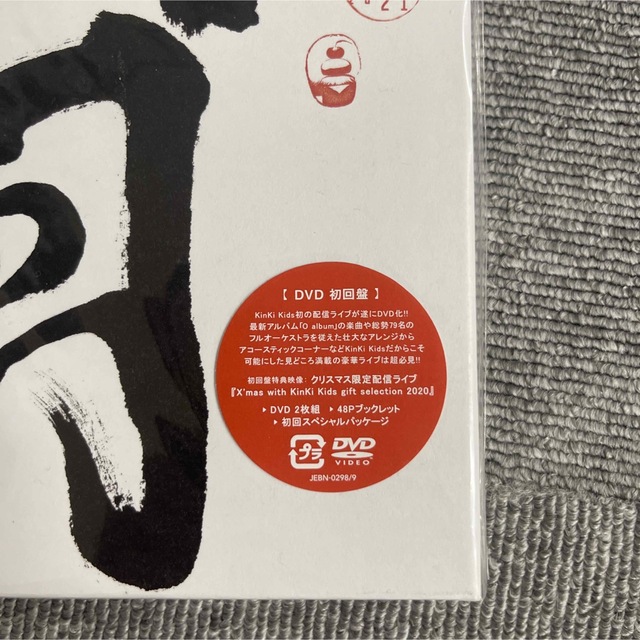 021
【 DVD 初回盤 】
KinKi Kids初の配信ライブが遂にDVD化!!
最新アルバム「O album」の楽曲や総勢79名の
フルオーケストラを従えた壮大なアレンジから
アコースティックコーナーなどKinKi Kidsだからこそ
可能にした見どころ満載の豪華ライブは超必見!!
初回盤特典映像: クリスマス限定配信ライブ
『X'mas with KinKi Kids gift selection 2020』
▶ DVD 2枚組 ▶ 48Pブックレット
▶ 初回スペシャルパッケージ
プラ DVD
VIDEO
JEBN-0298/9